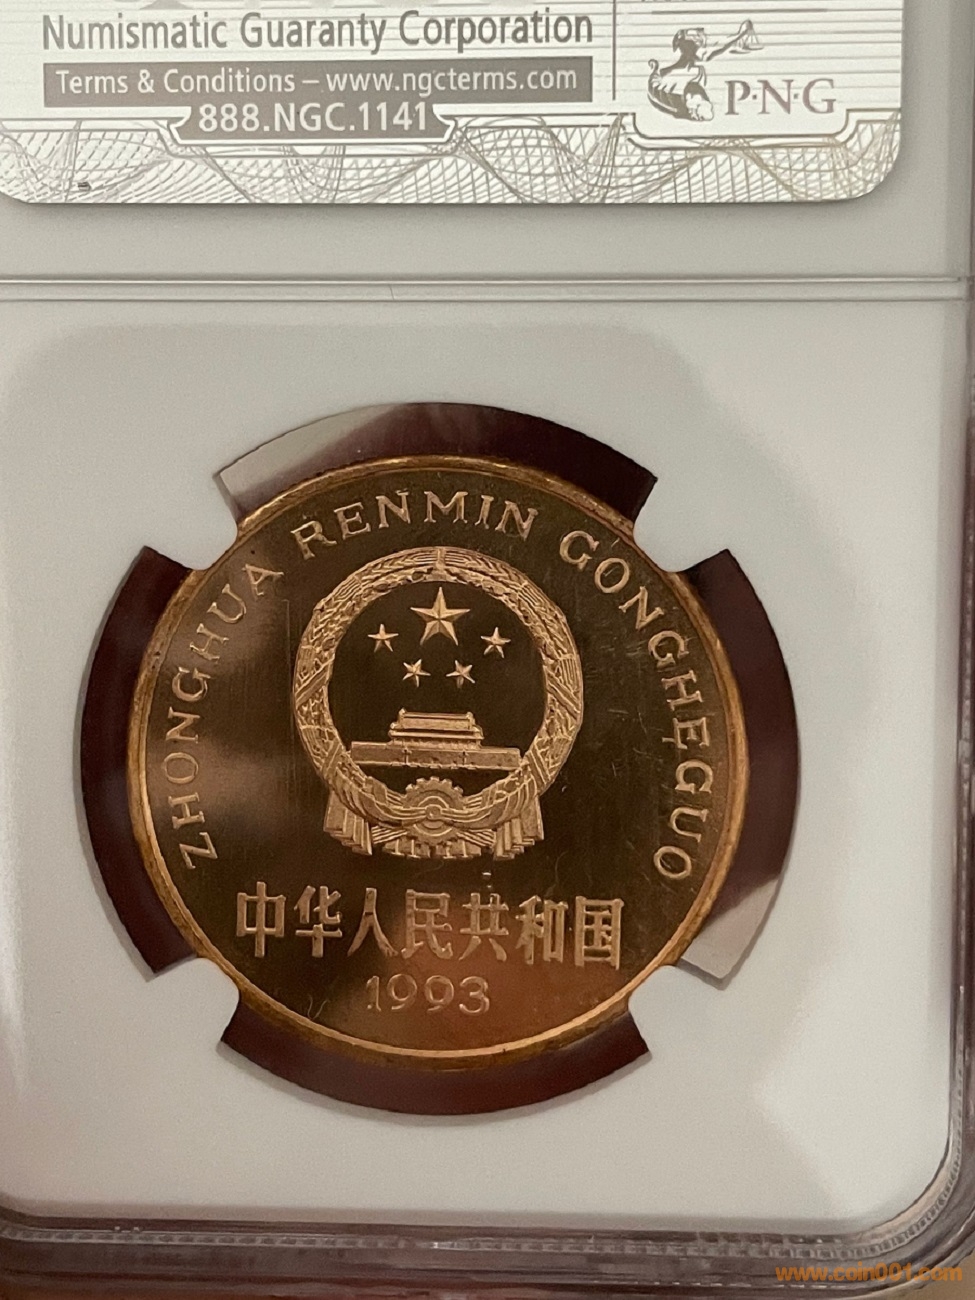 Numismatic Guaranty Corporation
Terms & Conditions – www.ngcterms.com
888.NGC.1141
P·N·G
ZHONGHUA RENMIN GONGHEGUO
中华人民共和国
1993
www.coin001.com